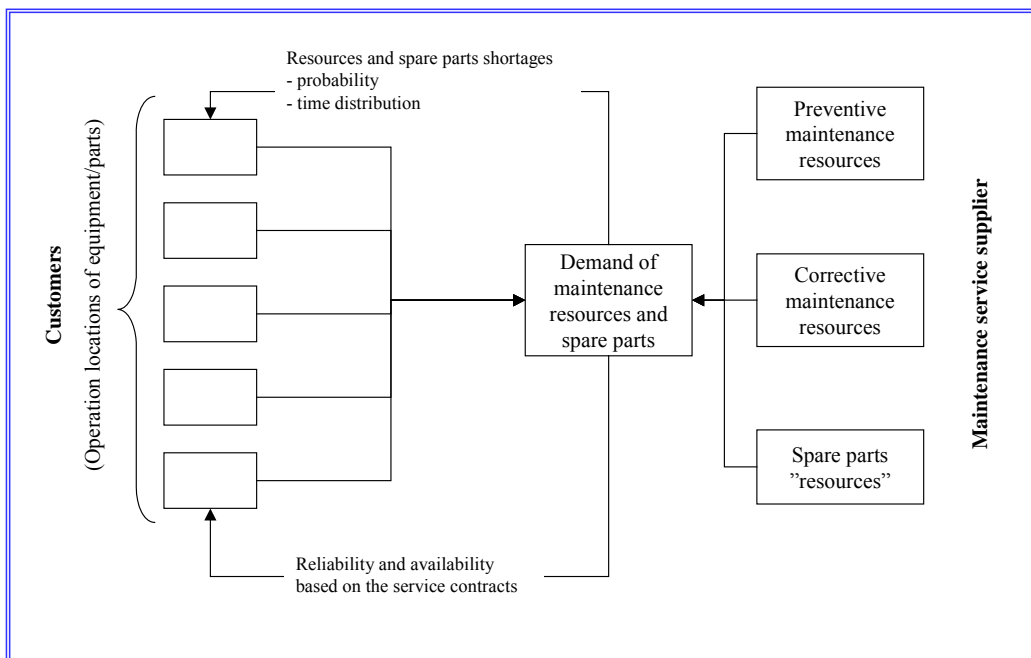 Resources and spare parts shortages
- probability
- time distribution
Customers
(Operation locations of equipment/parts)
Demand of
maintenance
resources and
spare parts
Reliability and availability
based on the service contracts
Preventive
maintenance
resources
Corrective
maintenance
resources
Spare parts
”resources”
Maintenance service supplier